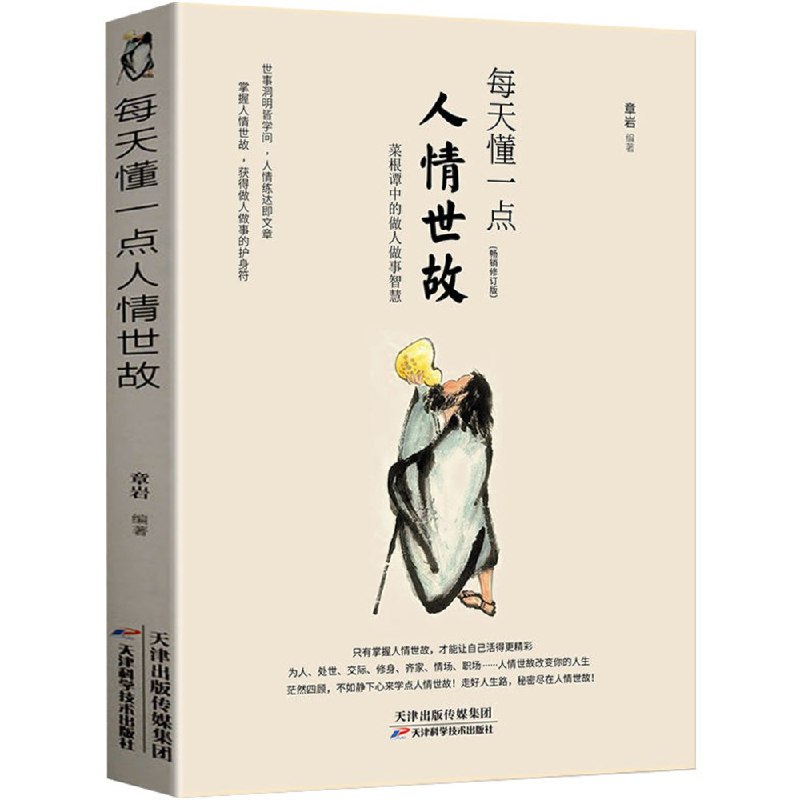 每天懂一点人情世故
章岩 编著
天津出版传媒集团
天津科学技术出版社
章岩 编著
每天懂一点
(畅销修订版)
人情世故
菜根谭中的做人做事智慧
世事洞明皆学问，人情练达即文章
掌握人情世故，获得做人做事的护身符
只有掌握人情世故，才能让自己活得更精彩
为人、处世、交际、修身、齐家、情场、职场……人情世故改变你的人生
茫然四顾，不如静下心来学点人情世故！走好人生路，秘密尽在人情世故！
天津出版传媒集团
天津科学技术出版社